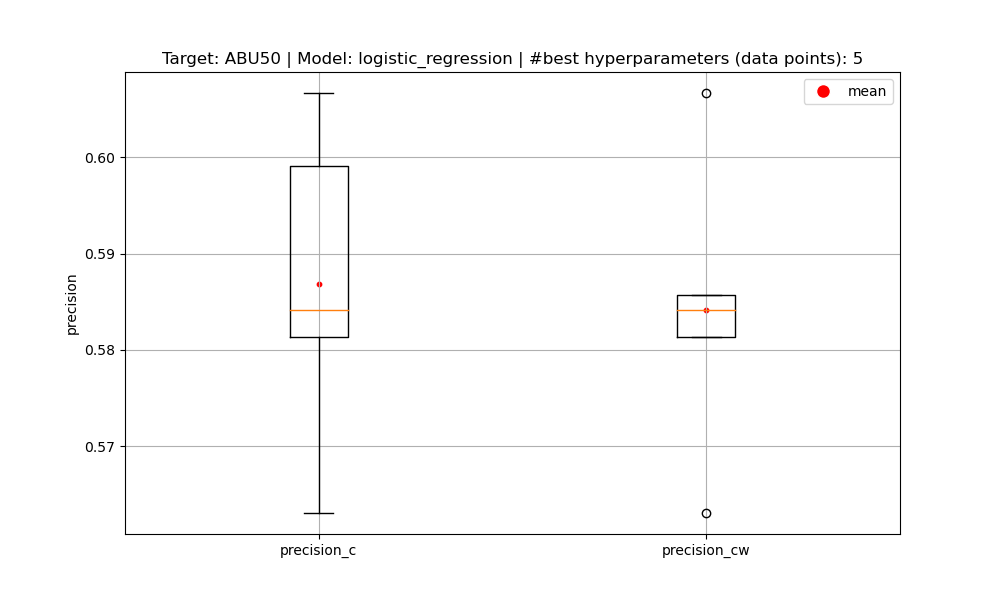 Target: ABU50 | Model: logistic_regression | #best hyperparameters (data points): 5
mean
0.60
0.59
0.58
0.57
precision
precision_c
precision_cw